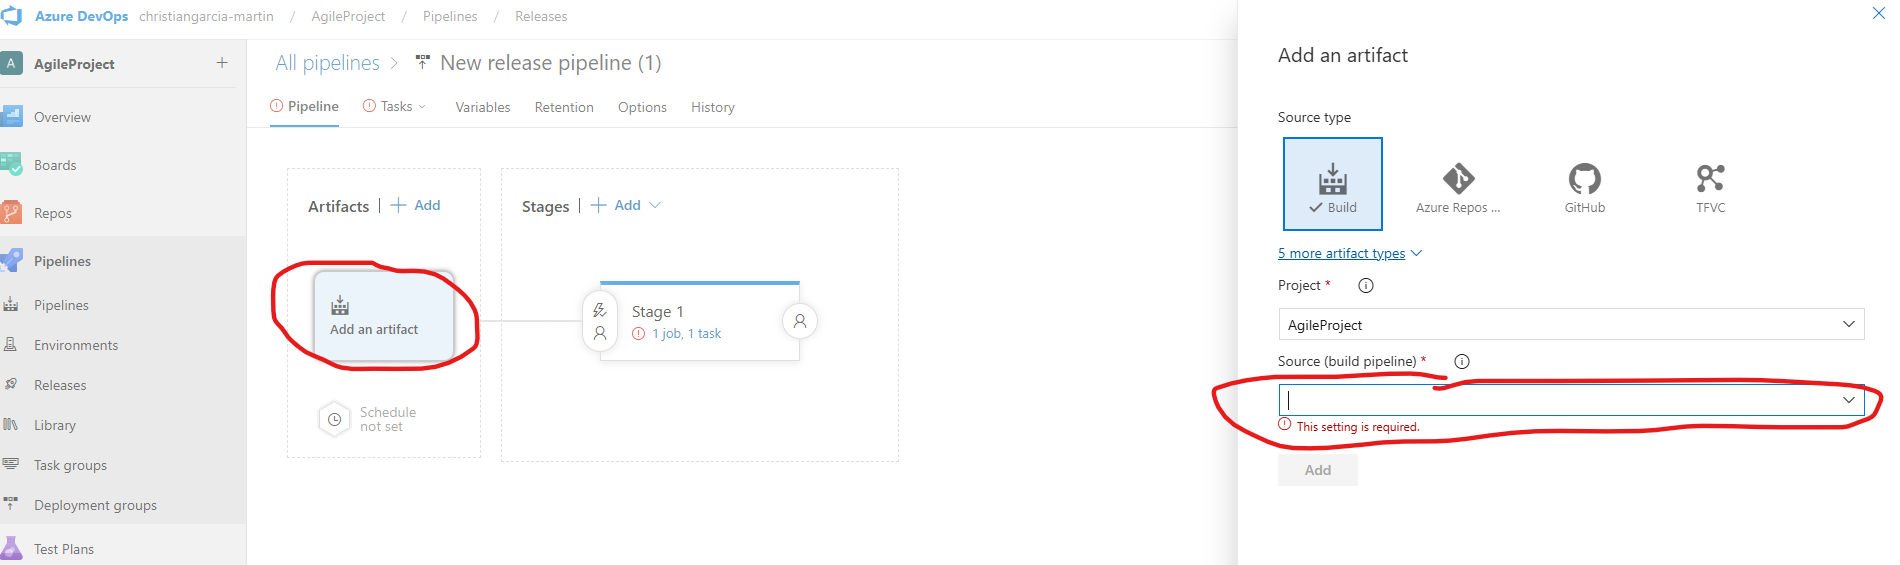 Azure DevOps christiangarcia-martin / AgileProject / Pipelines / Releases
A AgileProject +
Overview
Boards
Repos
Pipelines
Pipelines
Environments
Releases
Library
Task groups
Deployment groups
Test Plans
All pipelines > New release pipeline (1)
Pipeline Tasks Variables Retention Options History
Artifacts | + Add
Add an artifact
Schedule
not set
Stages | + Add
Stage 1
1 job, 1 task
Add an artifact
Source type
Build
Azure Repos ...
GitHub
TFVC
5 more artifact types
Project *
AgileProject
Source (build pipeline) *
This setting is required.
Add